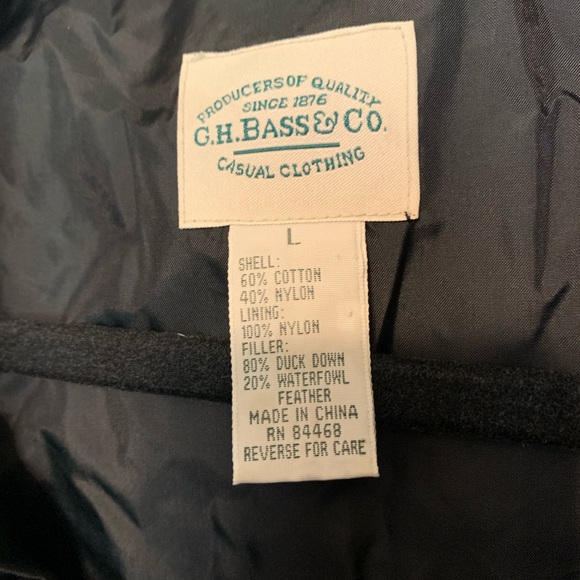 PRODUCERS OF QUALITY
SINCE 1876
G.H. BASS & CO.
CASUAL CLOTHING
L
SHELL:
60% COTTON
40% NYLON
LINING:
100% NYLON
FILLER:
80% DUCK DOWN
20% WATERFOWL
FEATHER
MADE IN CHINA
RN 84468
REVERSE FOR CARE